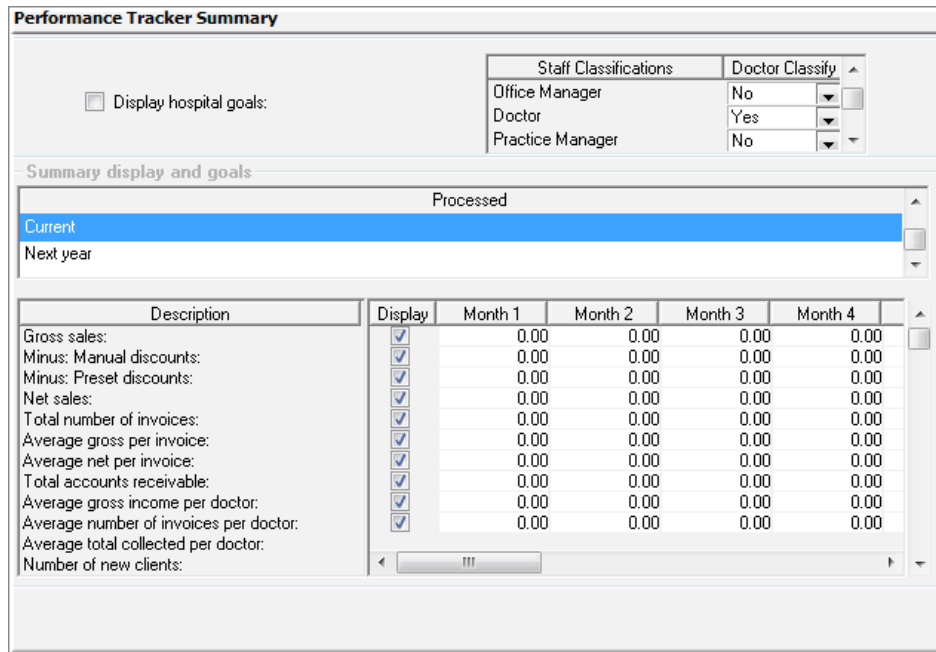 Performance Tracker Summary
Display hospital goals:
Staff Classifications Doctor Classify
Office Manager No
Doctor Yes
Practice Manager No
Summary display and goals
Processed
Current
Next year
Description Display Month 1 Month 2 Month 3 Month 4
Gross sales: 0.00 0.00 0.00 0.00
Minus: Manual discounts: 0.00 0.00 0.00 0.00
Minus: Preset discounts: 0.00 0.00 0.00 0.00
Net sales: 0.00 0.00 0.00 0.00
Total number of invoices: 0.00 0.00 0.00 0.00
Average gross per invoice: 0.00 0.00 0.00 0.00
Average net per invoice: 0.00 0.00 0.00 0.00
Total accounts receivable: 0.00 0.00 0.00 0.00
Average gross income per doctor: 0.00 0.00 0.00 0.00
Average number of invoices per doctor: 0.00 0.00 0.00 0.00
Average total collected per doctor:
Number of new clients: